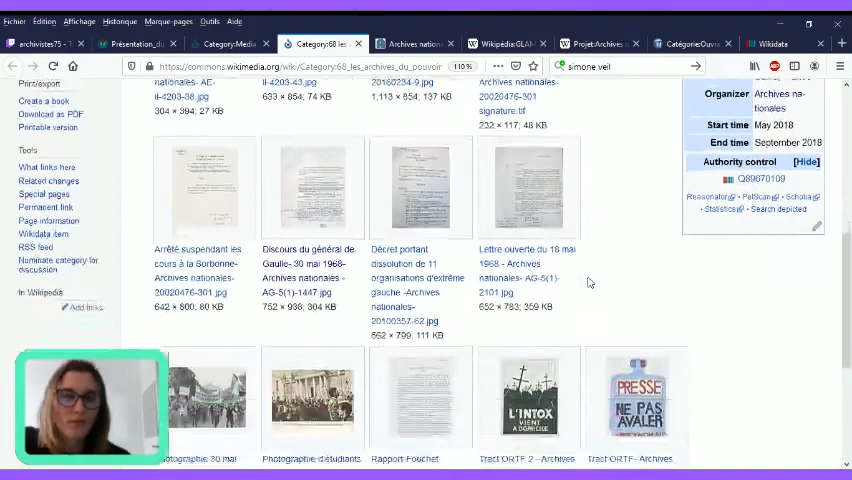 Fichier Édition Affichage Historique Marque-pages Outils Aide
archivistes75 - T Présentation_du Category:Media Category:68 les a Archives nation Wikipédia:GLAM Projet:Archives n Catégorie:Ouvra Wikidata
https://commons.wikimedia.org/wiki/Category:68_les_archives_du_pouvoir 110 % simone veil
Print/export
Create a book
Download as PDF
Printable version
Tools
What links here
Related changes
Special pages
Permanent link
Page information
Wikidata item
RSS feed
Nominate category for
discussion
In Wikipedia
Add links
nationales- AE-
ii-4203-38.jpg
304 × 394; 27 KB
ii-4203-43.jpg
633 × 854; 74 KB
20160234-9.jpg
1,113 × 854; 137 KB
Archives nationales-
20020476-301
signature.tif
232 × 117; 48 KB
Arrêté suspendant les
cours à la Sorbonne-
Archives nationales-
20020476-301.jpg
642 × 800; 80 KB
Discours du général de
Gaulle- 30 mai 1968-
Archives nationales -
AG-5(1)-1447.jpg
752 × 936; 304 KB
Décret portant
dissolution de 11
organisations d'extrême
gauche -Archives
nationales-
20100357-62.jpg
562 × 799; 111 KB
Lettre ouverte du 18 mai
1968 - Archives
nationales- AG-5(1)-
2101.jpg
652 × 783; 359 KB
L'INTOX
VIENT
A DOMICILE
PRESSE
NE PAS
AVALER
Photographie 30 mai
Photographie d'étudiants
Rapport Fouchet
Tract ORTF 2 - Archives
Tract ORTF- Archives
Organizer Archives na-
tionales
Start time May 2018
End time September 2018
Authority control [Hide]
Q89870109
Reasonator PetScan Scholia
Statistics Search depicted